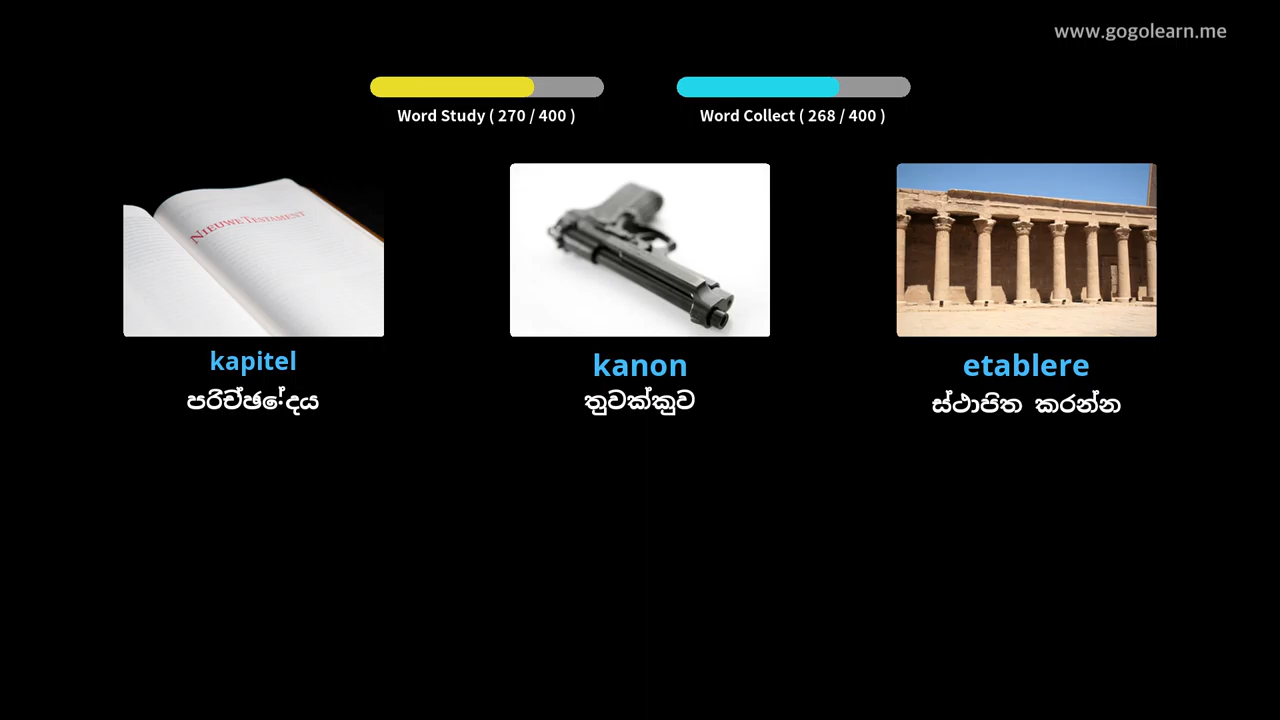 www.gogolearn.me
Word Study ( 270 / 400 )
Word Collect ( 268 / 400 )
NIEUWE TESTAMENT
kapitel
පරිච්ඡේදය
kanon
තුවක්කුව
etablere
ස්ථාපිත කරන්න